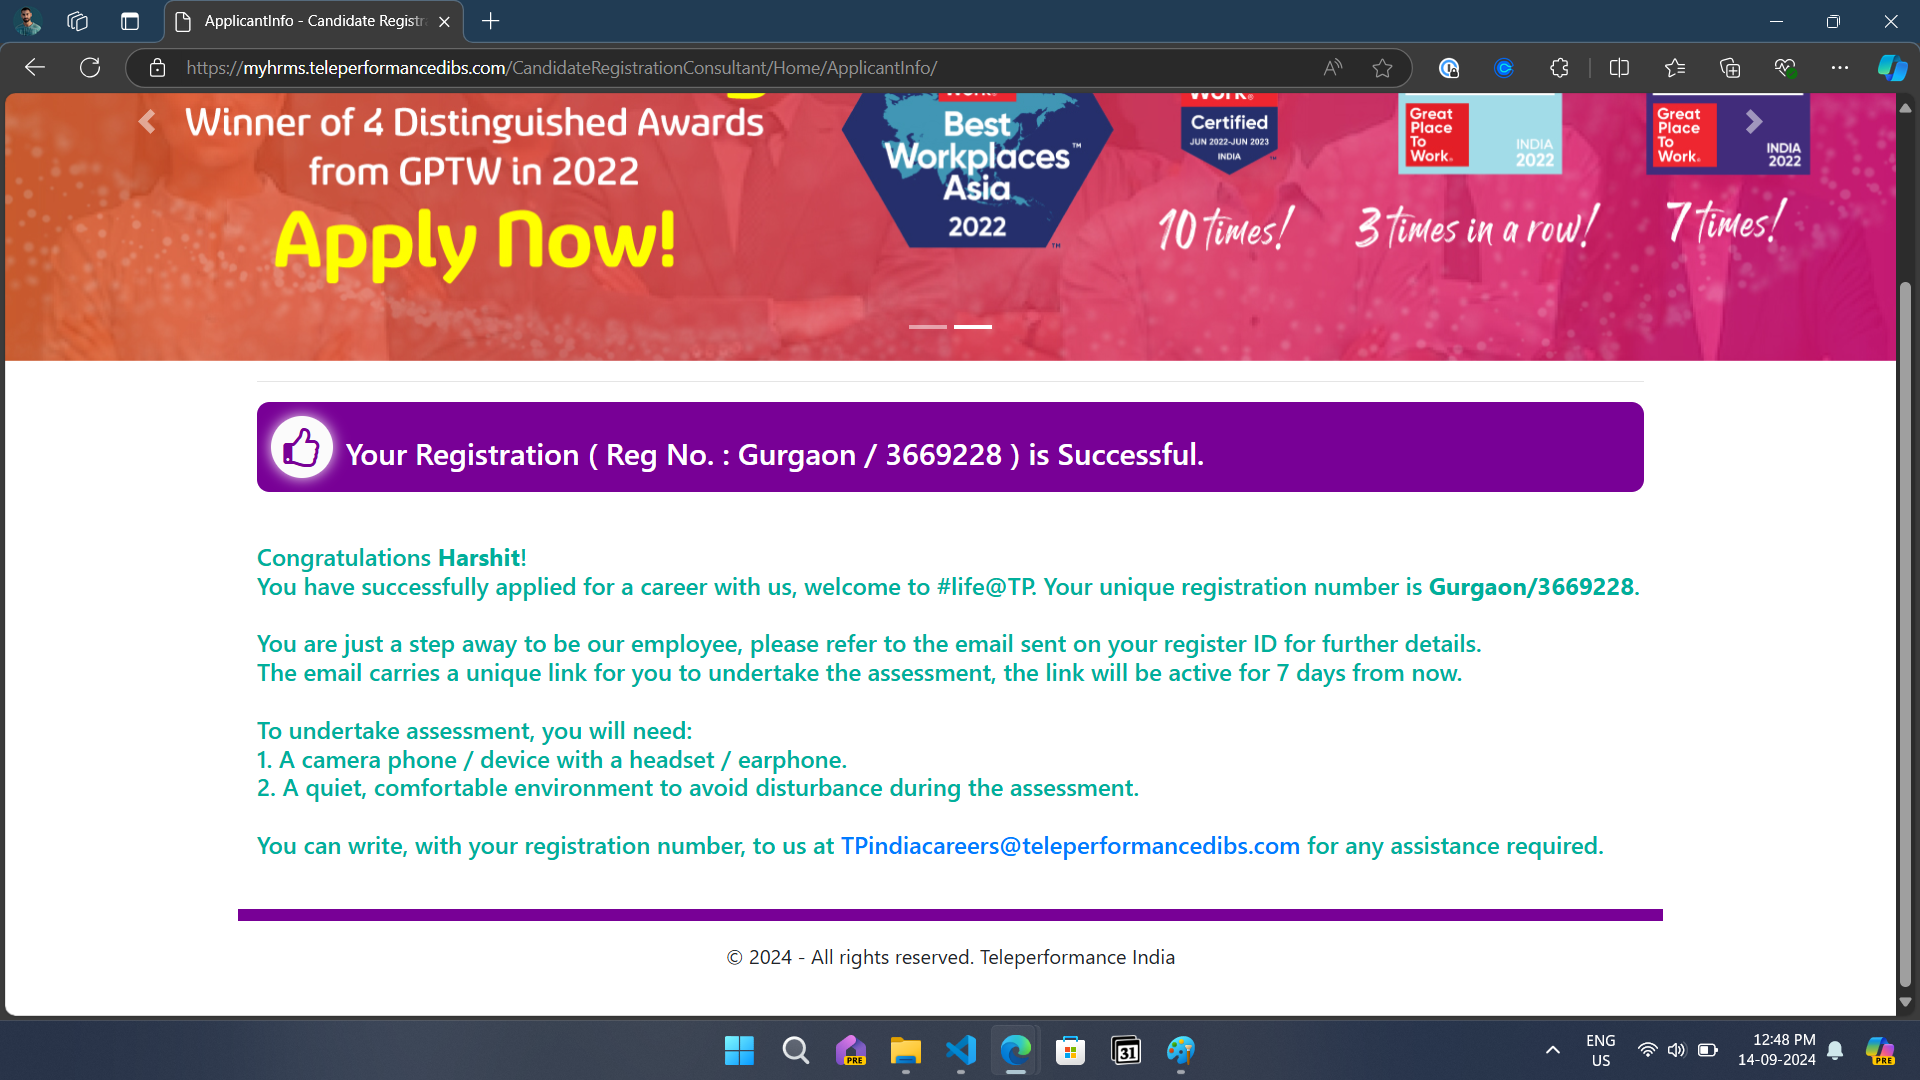 ApplicantInfo - Candidate Registr
https://myhrms.teleperformancedibs.com/CandidateRegistrationConsultant/Home/ApplicantInfo/
Winner of 4 Distinguished Awards
from GPTW in 2022
Apply Now!
Best
Workplaces™
Asia
2022
™
Work®
Certified
JUN 2022-JUN 2023
INDIA
10 times!
Great
Place
To
Work®
INDIA
2022
3 times in a row!
Great
Place
To
Work®
INDIA
2022
7 times!
Your Registration ( Reg No. : Gurgaon / 3669228 ) is Successful.
Congratulations Harshit!
You have successfully applied for a career with us, welcome to #life@TP. Your unique registration number is Gurgaon/3669228.
You are just a step away to be our employee, please refer to the email sent on your register ID for further details.
The email carries a unique link for you to undertake the assessment, the link will be active for 7 days from now.
To undertake assessment, you will need:
1. A camera phone / device with a headset / earphone.
2. A quiet, comfortable environment to avoid disturbance during the assessment.
You can write, with your registration number, to us at TPindiacareers@teleperformancedibs.com for any assistance required.
© 2024 - All rights reserved. Teleperformance India
PRE
31
ENG
US
12:48 PM
14-09-2024
PRE